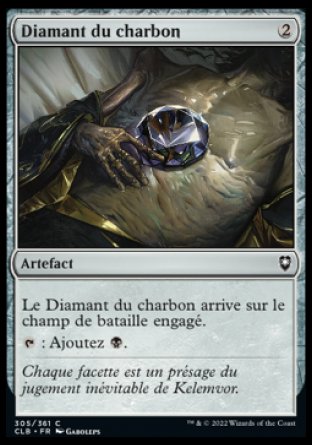 Diamant du charbon 2
Artefact
Le Diamant du charbon arrive sur le
champ de bataille engagé.
: Ajoutez .
Chaque facette est un présage du
jugement inévitable de Kelemvor.
305/361 C
CLB • FR GABOLEPS
™ & © 2022 Wizards of the Coast